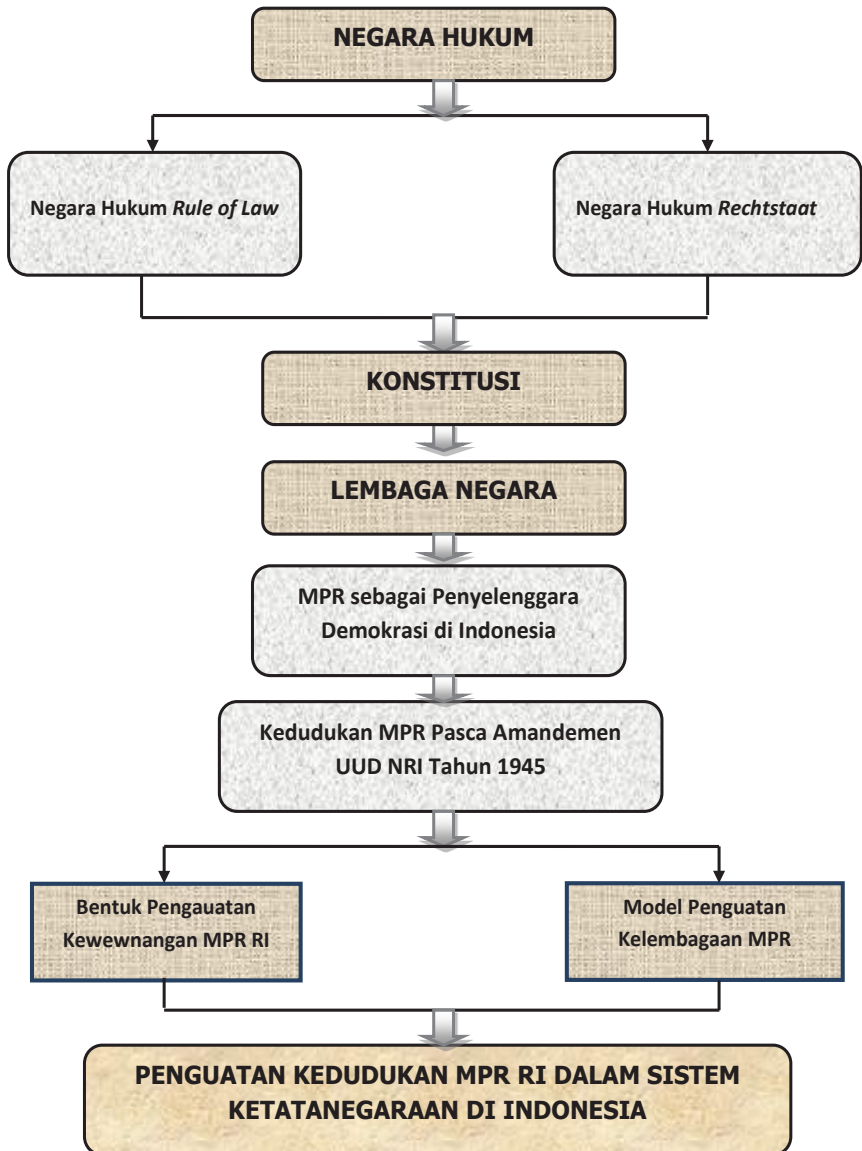 NEGARA HUKUM
Negara Hukum Rule of Law
Negara Hukum Rechtstaat
KONSTITUSI
LEMBAGA NEGARA
MPR sebagai Penyelenggara
Demokrasi di Indonesia
Kedudukan MPR Pasca Amandemen
UUD NRI Tahun 1945
Bentuk Pengauatan
Kewewnangan MPR RI
Model Penguatan
Kelembagaan MPR
PENGUATAN KEDUDUKAN MPR RI DALAM SISTEM
KETATANEGARAAN DI INDONESIA